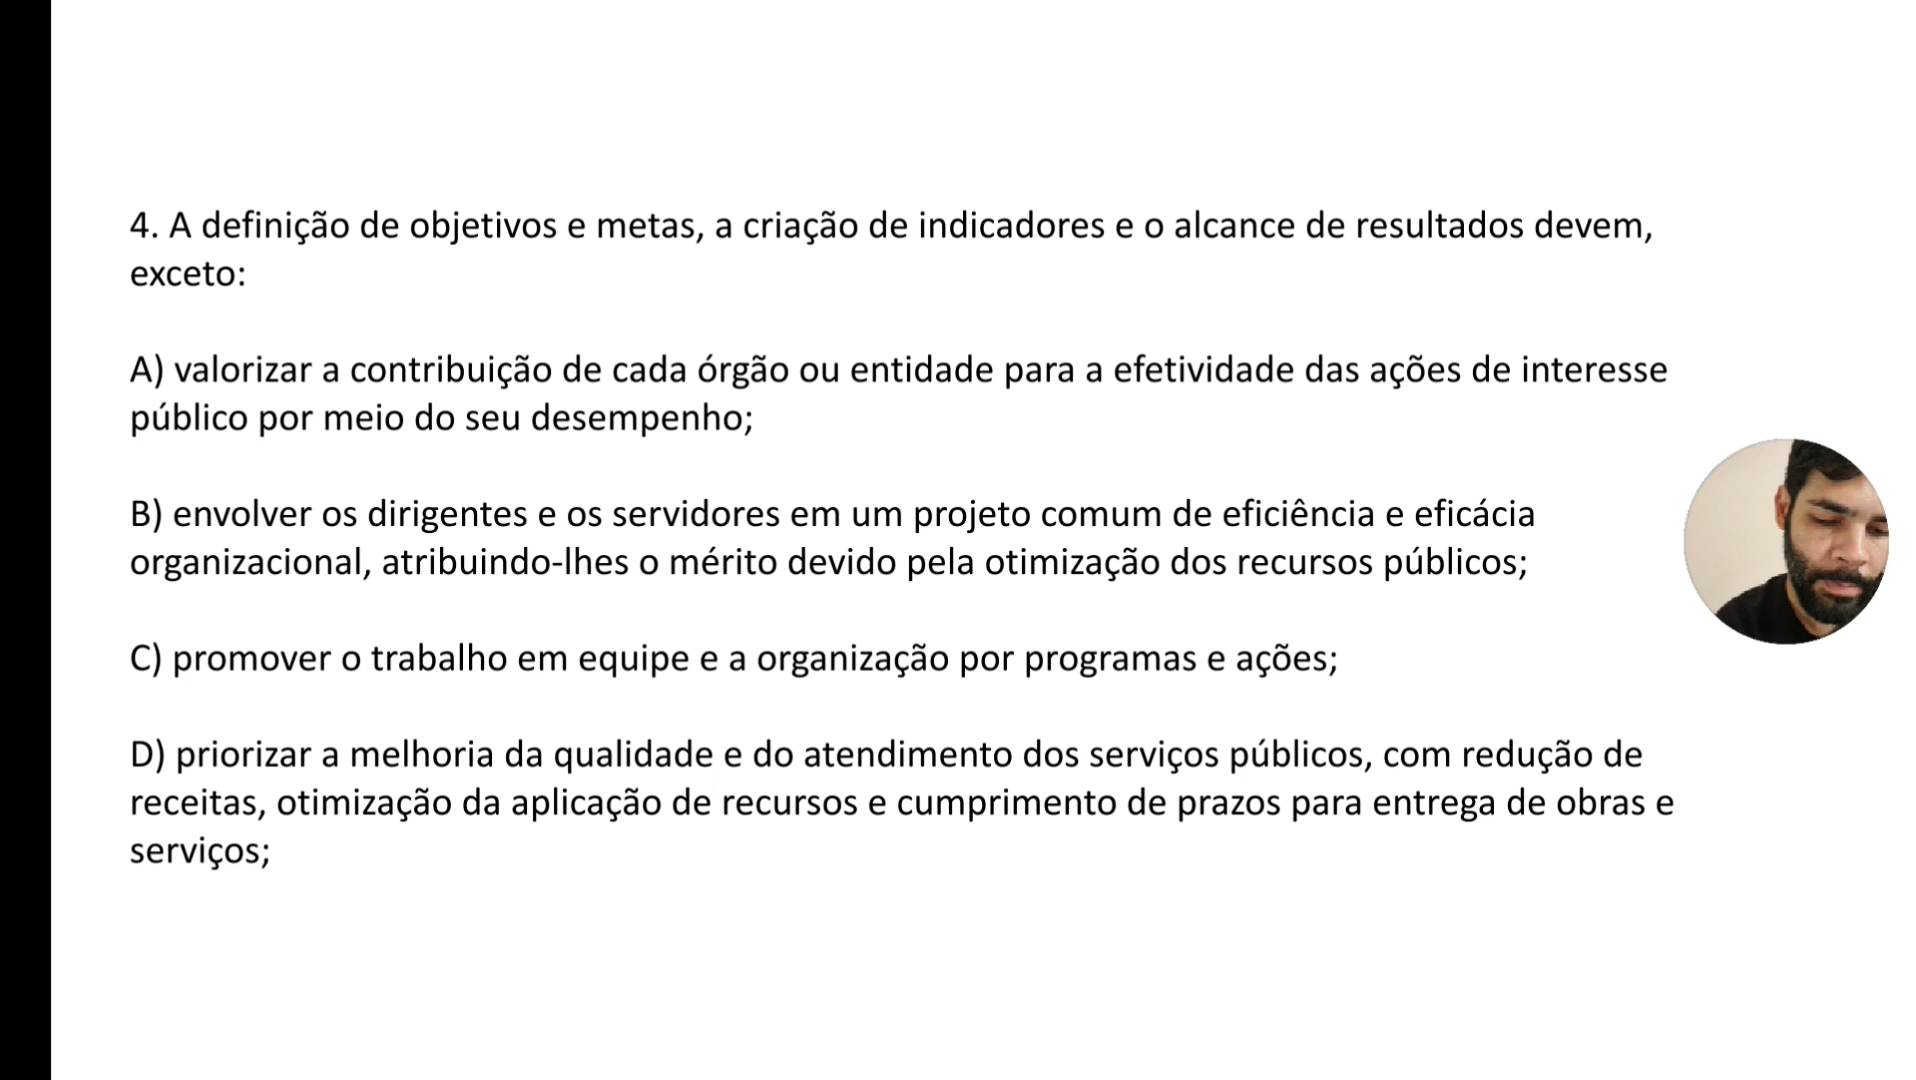 4. A definição de objetivos e metas, a criação de indicadores e o alcance de resultados devem,
exceto:
A) valorizar a contribuição de cada órgão ou entidade para a efetividade das ações de interesse
público por meio do seu desempenho;
B) envolver os dirigentes e os servidores em um projeto comum de eficiência e eficácia
organizacional, atribuindo-lhes o mérito devido pela otimização dos recursos públicos;
C) promover o trabalho em equipe e a organização por programas e ações;
D) priorizar a melhoria da qualidade e do atendimento dos serviços públicos, com redução de
receitas, otimização da aplicação de recursos e cumprimento de prazos para entrega de obras e
serviços;